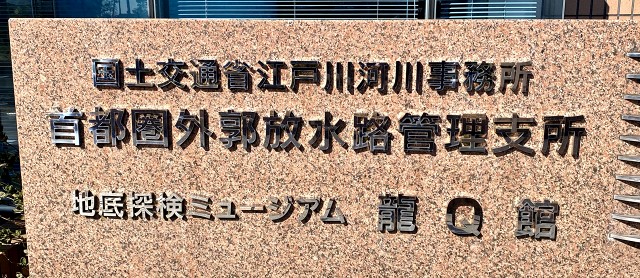 国土交通省江戸川河川事務所
首都圏外郭放水路管理支所
地底探検ミュージアム 龍Q館